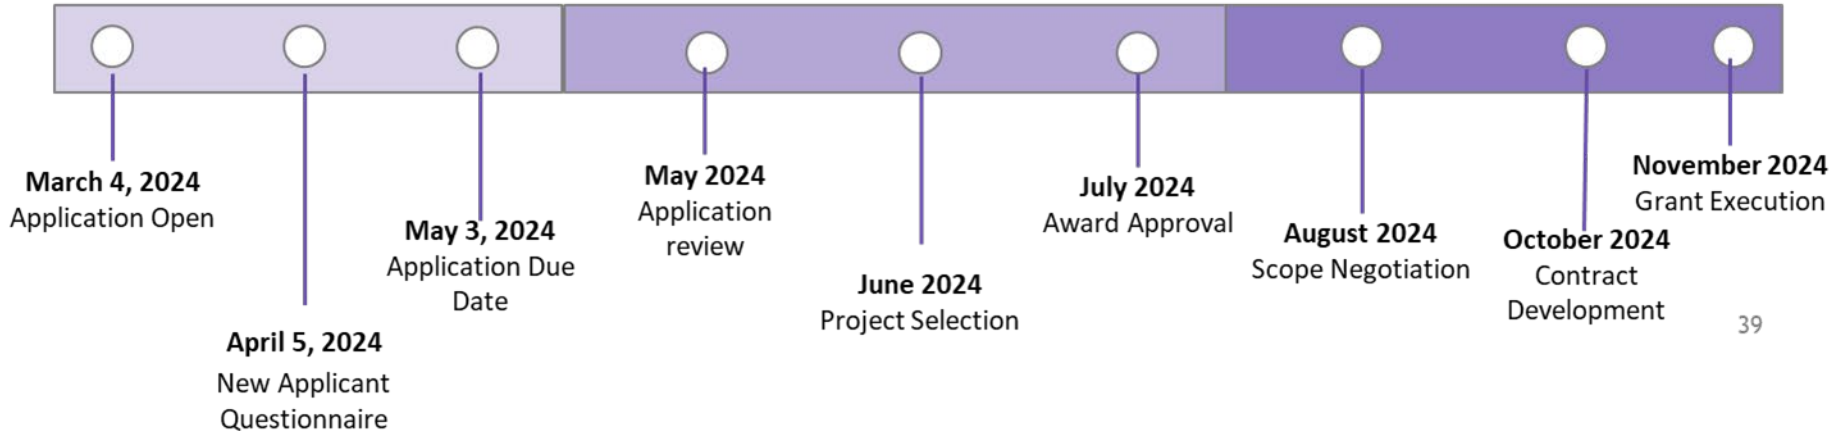 March 4, 2024
Application Open
April 5, 2024
New Applicant
Questionnaire
May 3, 2024
Application Due
Date
May 2024
Application
review
June 2024
Project Selection
July 2024
Award Approval
August 2024
Scope Negotiation
October 2024
Contract
Development
November 2024
Grant Execution
39